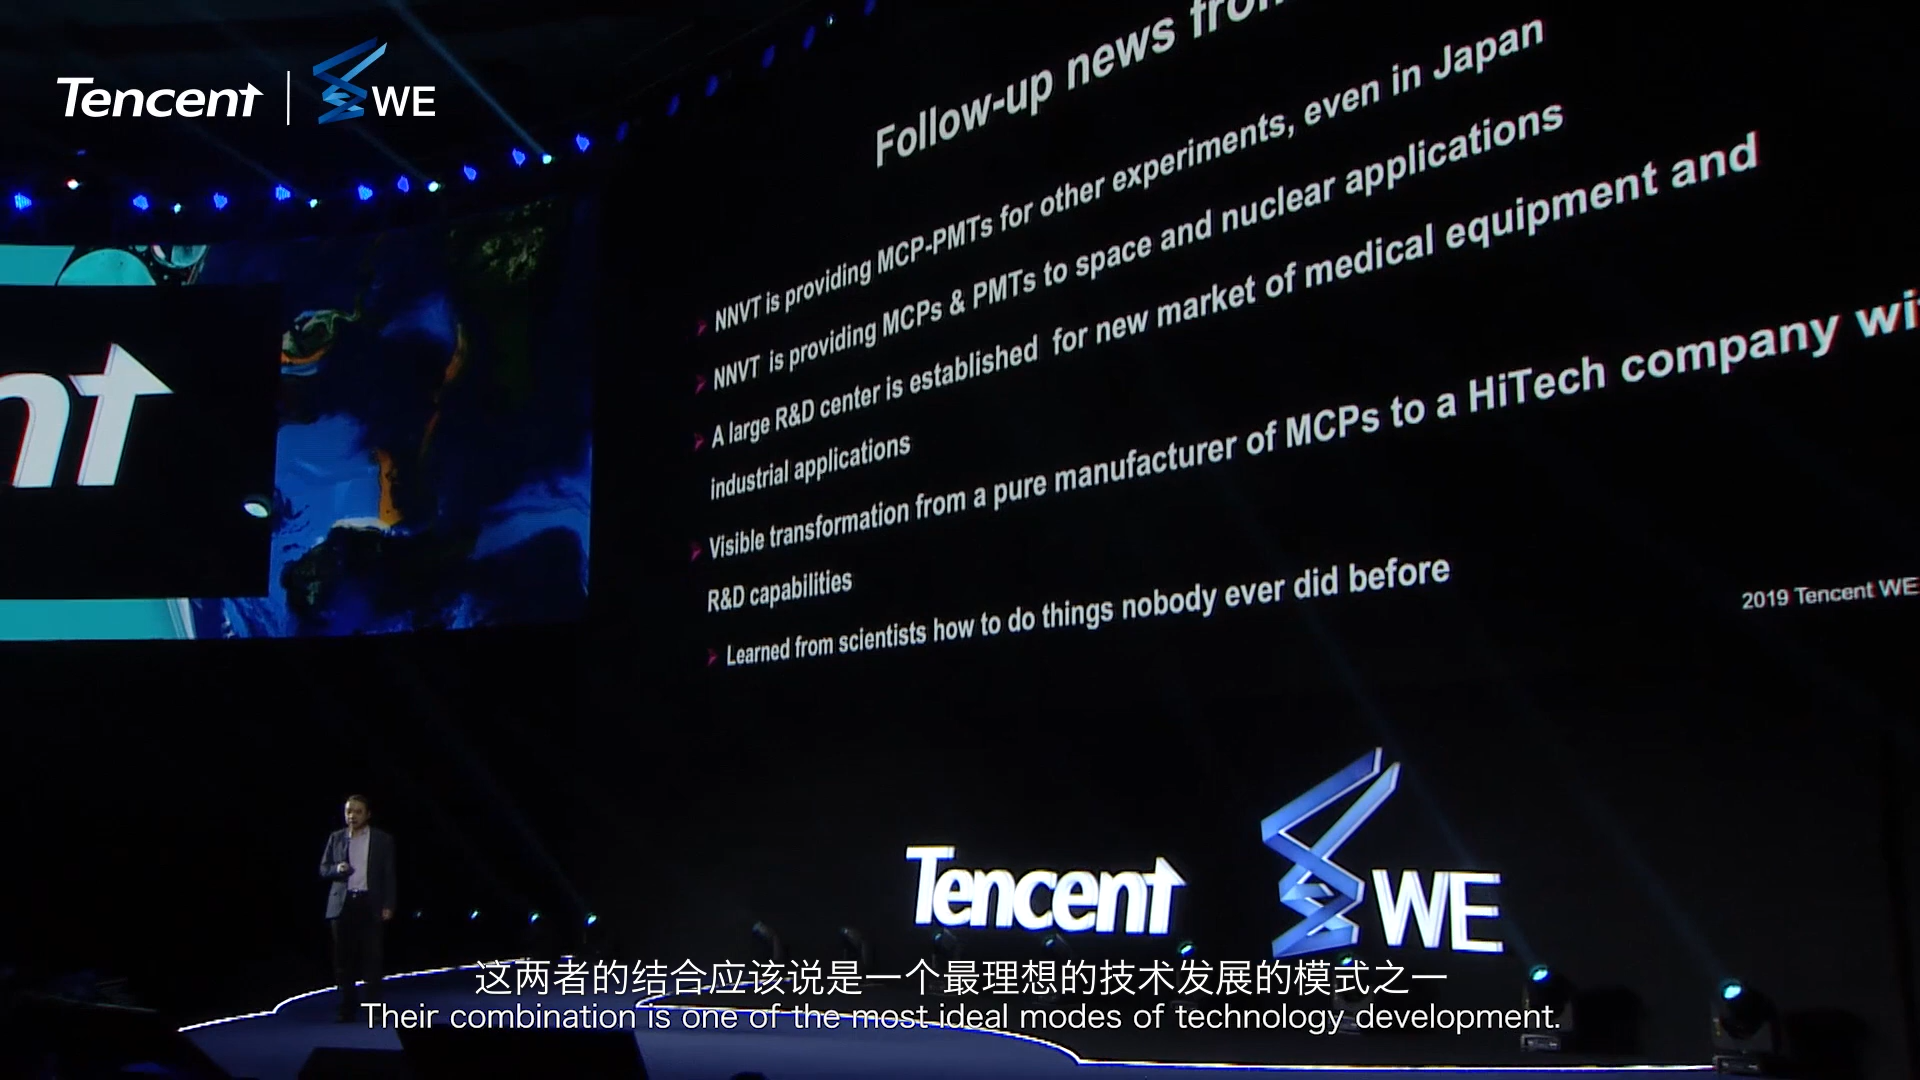 Tencent | WE
Follow-up news
NNVT is providing MCP-PMTs for other experiments, even in Japan
NNVT is providing MCPs & PMTs to space and nuclear applications
A large R&D center is established for new market of medical equipment and
industrial applications
Visible transformation from a pure manufacturer of MCPs to a HiTech company
R&D capabilities
Learned from scientists how to do things nobody ever did before
2019 Tencent WE
nt
Tencent WE
这两者的结合应该说是一个最理想的技术发展的模式之一
Their combination is one of the most ideal modes of technology development.